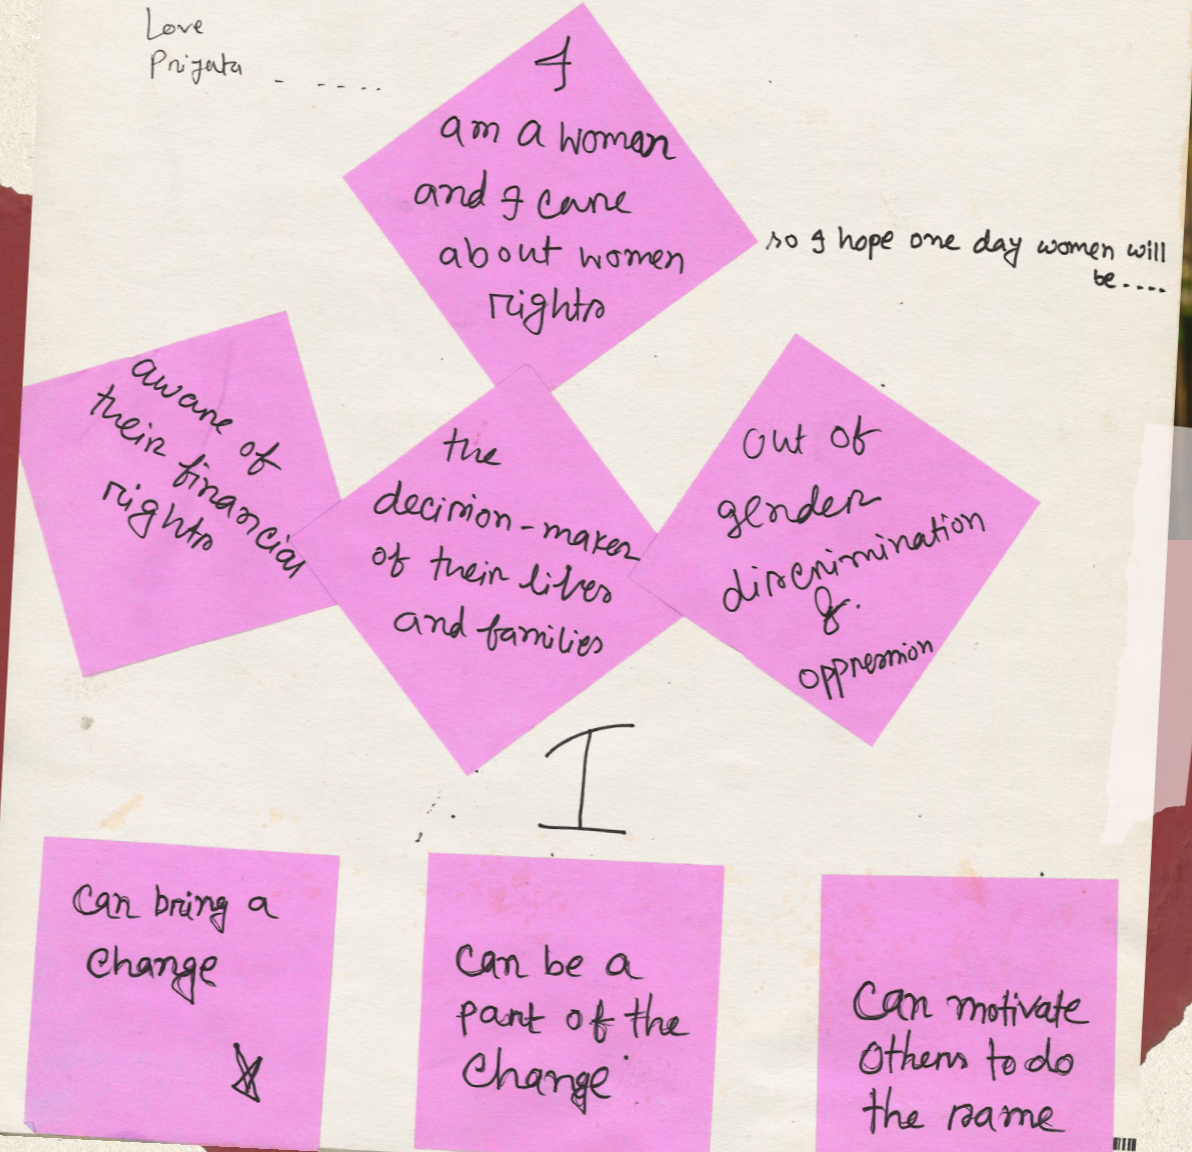 Love
Prijata - - - - -
I
am a woman
and I care
about women
rights
so I hope one day women will
be....
aware of
their financial
rights
the
decision-maker
of their lives
and families
out of
gender
discrimination
&
oppression
I
Can bring a
Change
Can be a
part of the
Change
Can motivate
Others to do
the same